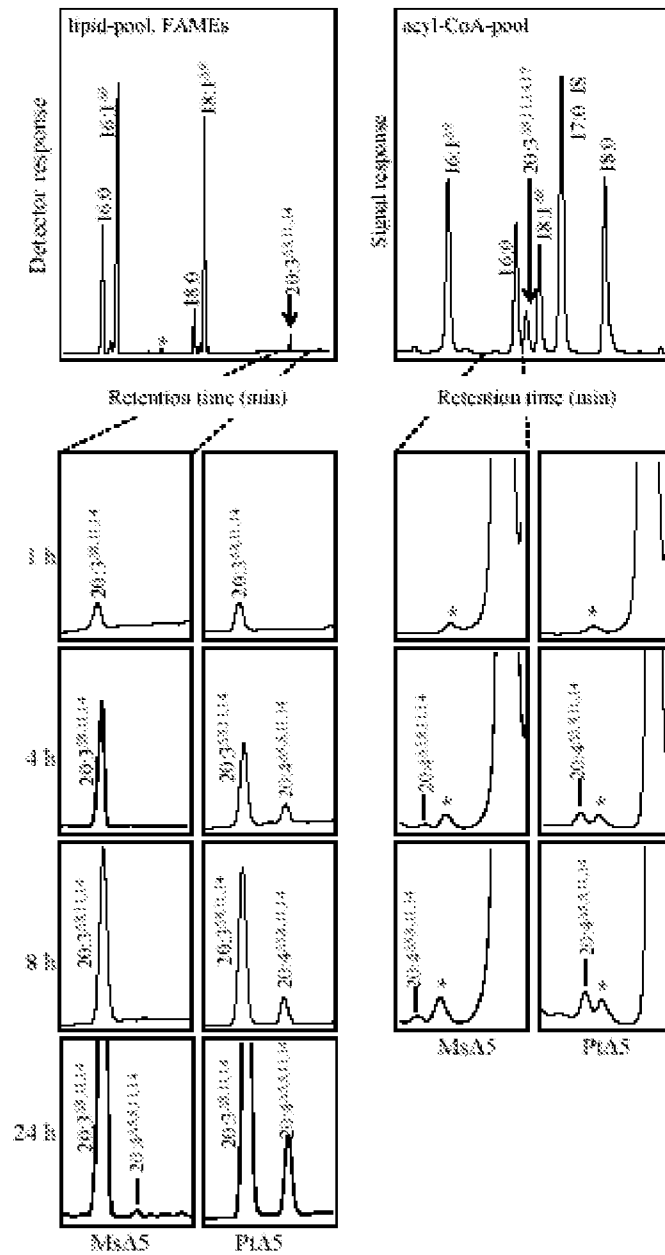 lipid-pool, FAMEs
Detector response
16:0
16:1Δ9
*
18:0
18:1Δ9
20:3Δ8,11,14
Retention time (min)
acyl-CoA-pool
Signal response
16:1Δ9
16:0
18:1Δ9
17:0 IS
18:0
Retention time (min)
1 h
20:3Δ8,11,14
20:3Δ8,11,14
*
*
4 h
20:3Δ8,11,14
20:3Δ8,11,14
20:4Δ5,8,11,14
20:4Δ5,8,11,14
*
20:4Δ5,8,11,14
*
8 h
20:3Δ8,11,14
20:3Δ8,11,14
20:4Δ5,8,11,14
20:4Δ5,8,11,14
*
20:4Δ5,8,11,14
*
MsΔ5
PtΔ5
24 h
20:3Δ8,11,14
20:4Δ5,8,11,14
20:3Δ8,11,14
20:4Δ5,8,11,14
MsΔ5
PtΔ5